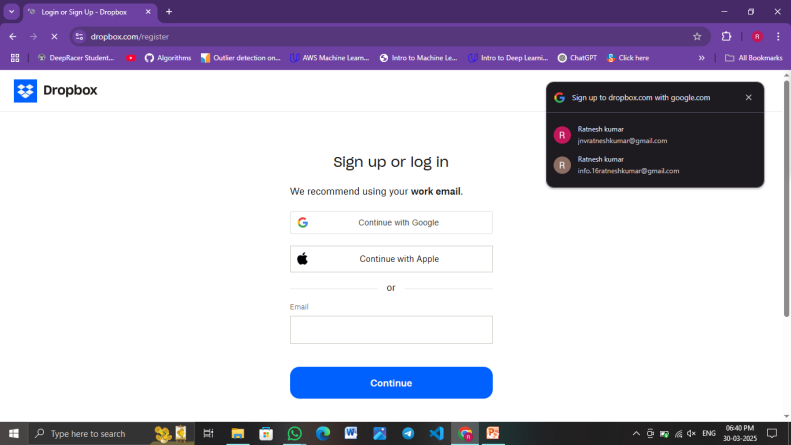 Login or Sign Up - Dropbox
dropbox.com/register
R
DeepRacer Student...
Algorithms
Outlier detection on...
AWS Machine Learn...
Intro to Machine Le...
Intro to Deep Learni...
ChatGPT
Click here
All Bookmarks
Dropbox
Sign up to dropbox.com with google.com
R
Ratnesh kumar
jnvratneshkumar@gmail.com
R
Ratnesh kumar
info.16ratneshkumar@gmail.com
Sign up or log in
We recommend using your work email.
Continue with Google
Continue with Apple
or
Email
Continue
Type here to search
ENG
06:40 PM
30-03-2025